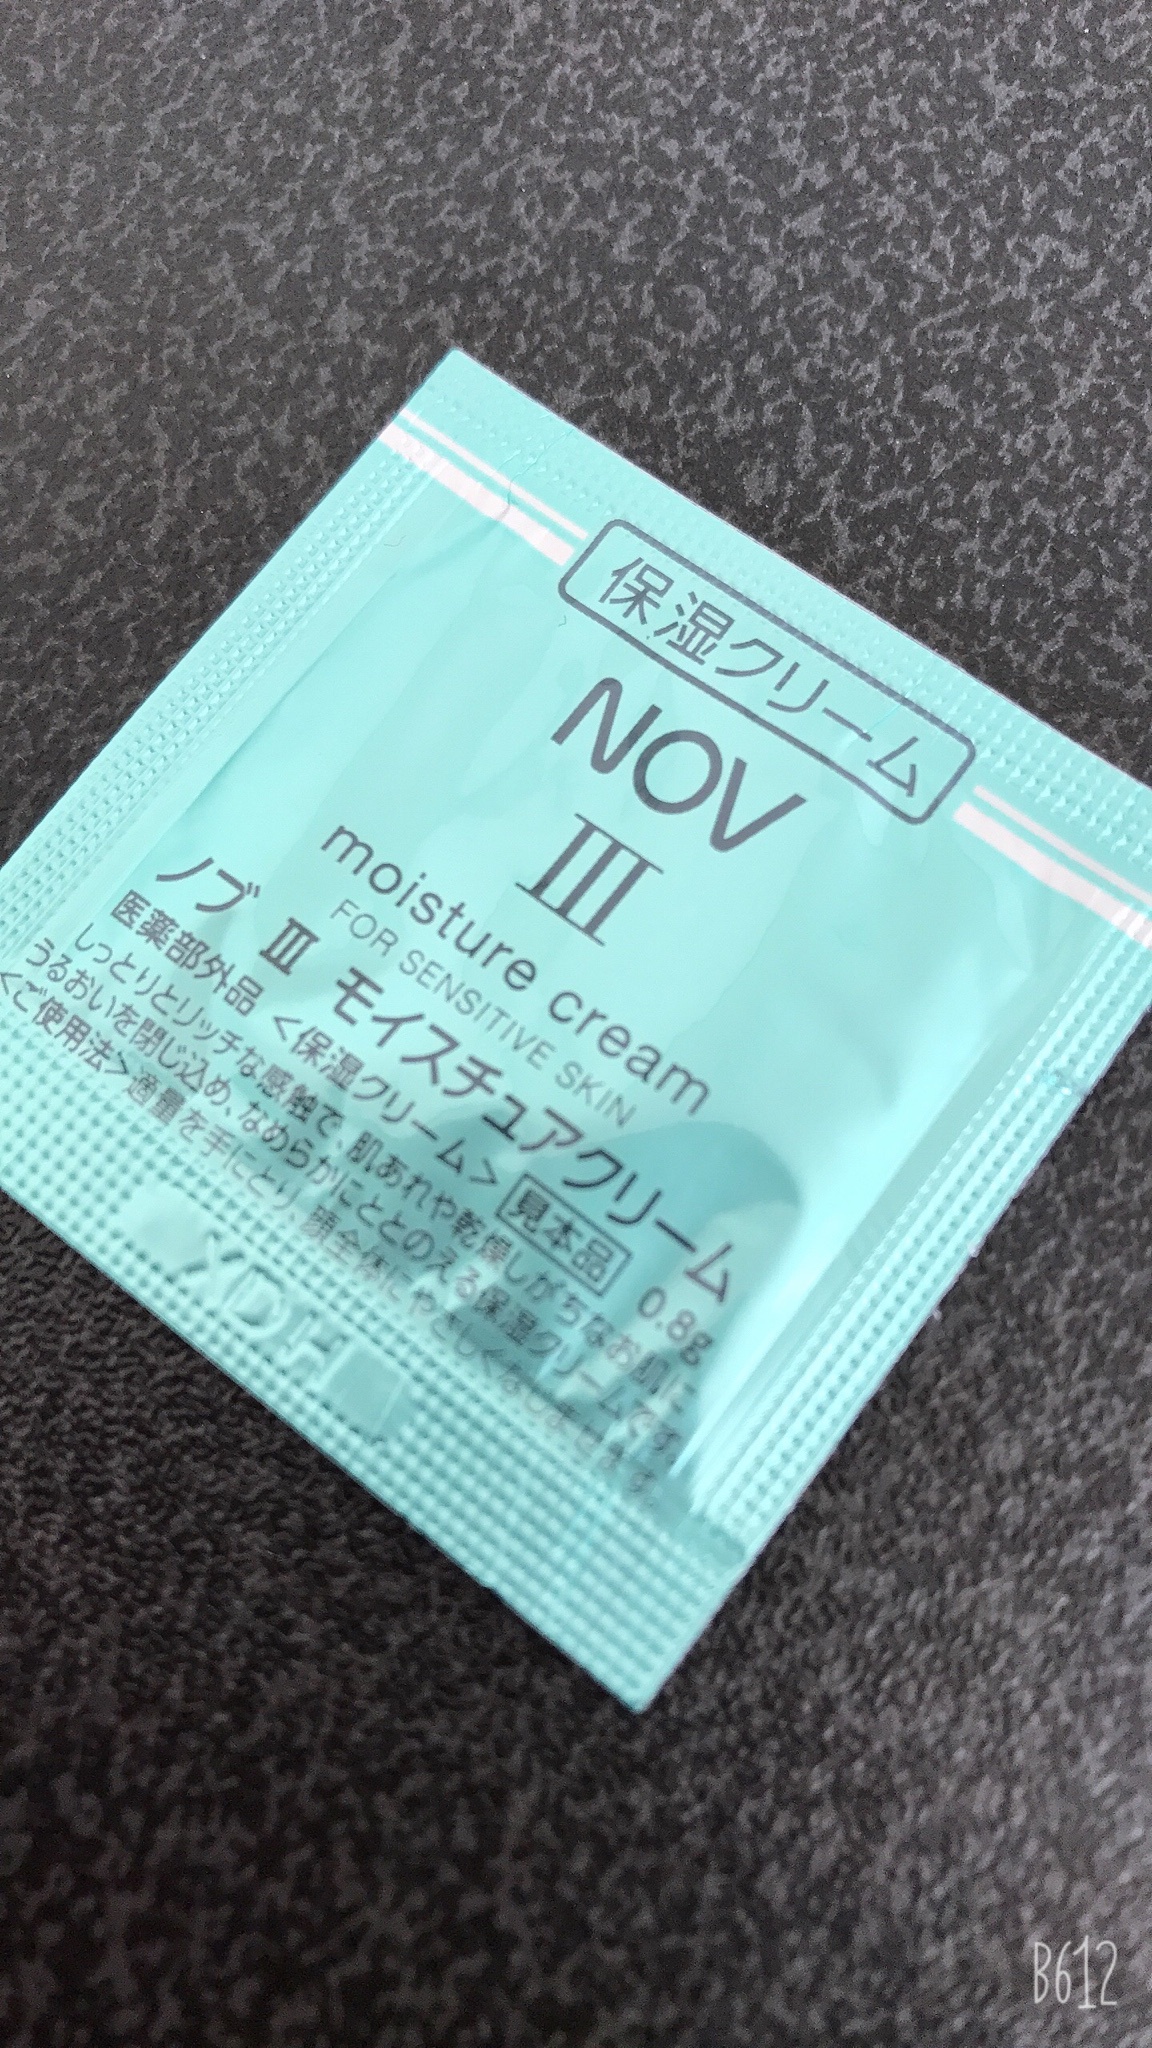 保湿クリーム
NOV
III
moisture cream
FOR SENSITIVE SKIN
ノブ III モイスチュアクリーム
医薬部外品 <保湿クリーム> 見本品 0.8g
しっとりとリッチな感触で、肌あれや乾燥しがちなお肌に
うるおいを閉じ込め、なめらかにととのえる保湿クリームです。
<ご使用法>適量を手にとり、顔全体にやさしくなじませます。
XDH
B612